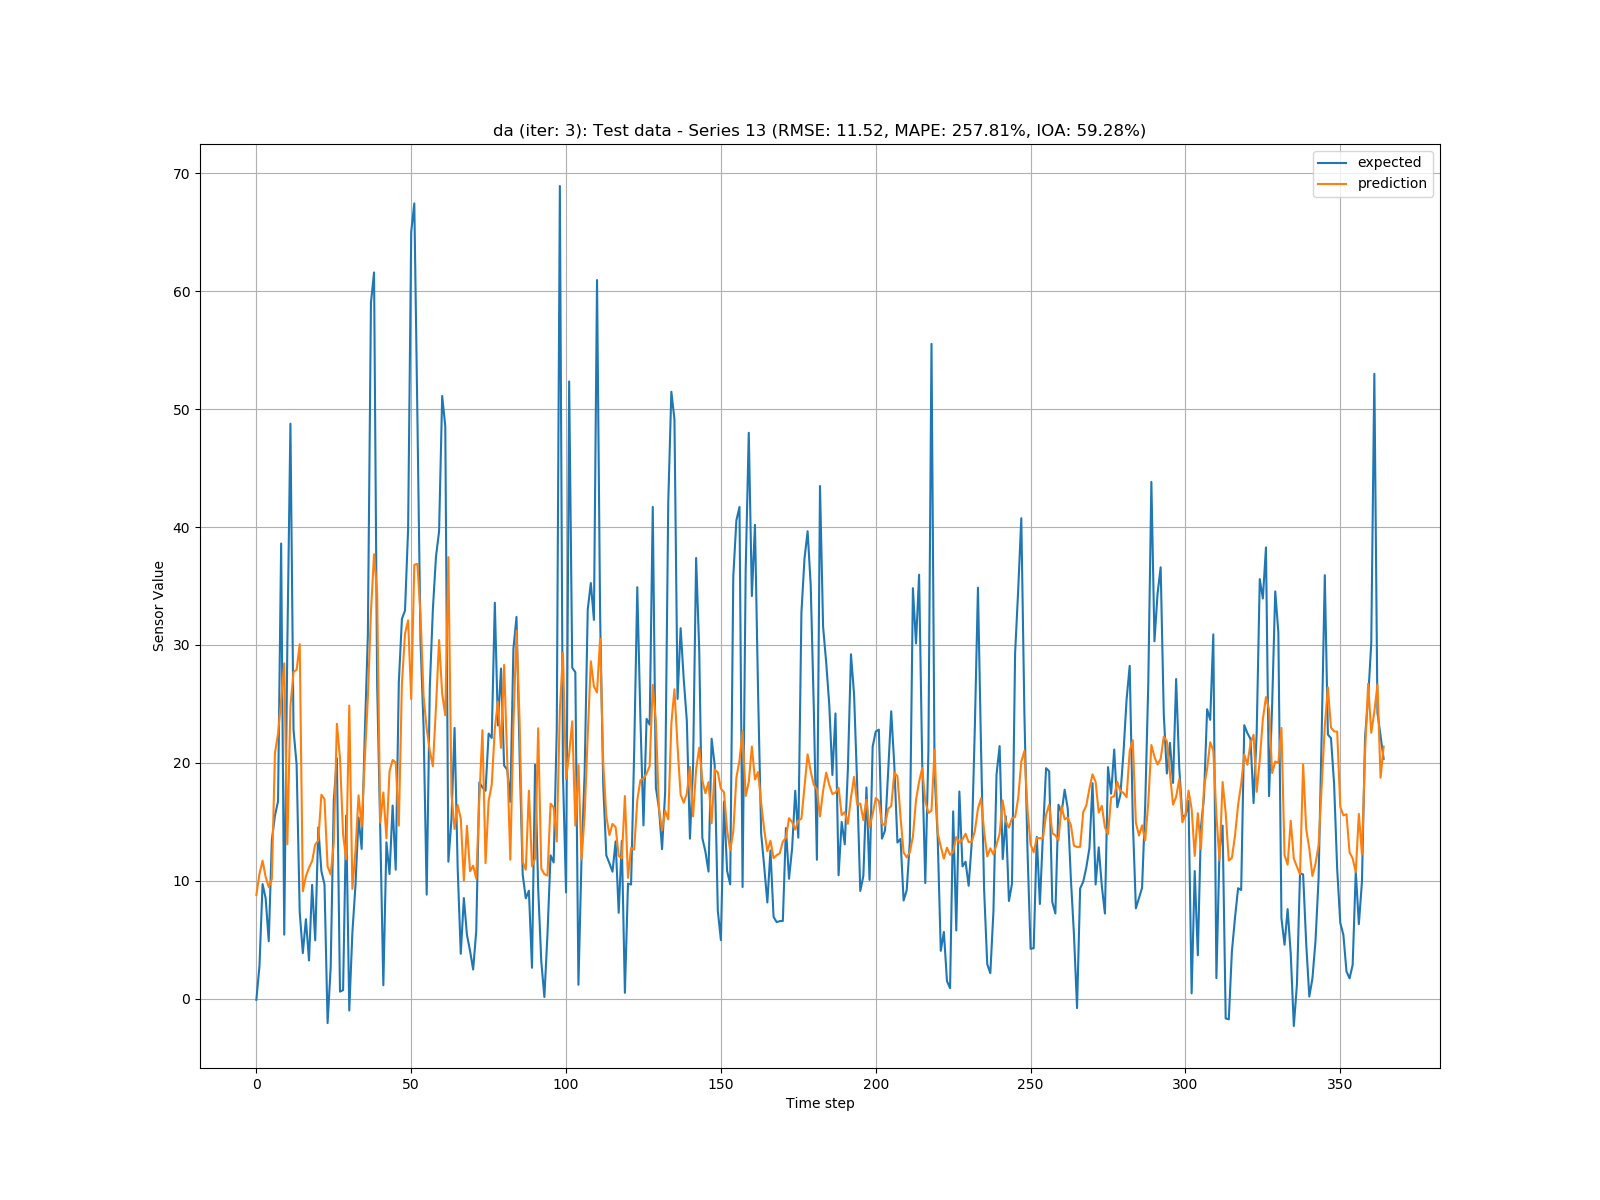 da (iter: 3): Test data - Series 13 (RMSE: 11.52, MAPE: 257.81%, IOA: 59.28%)
expected
prediction
70
60
50
40
30
20
10
0
Sensor Value
0 50 100 150 200 250 300 350
Time step